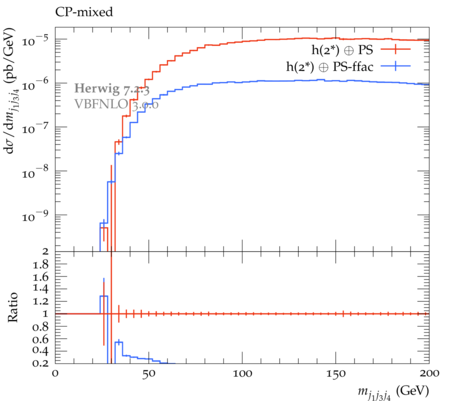 CP-mixed
h(2*) ⊕ PS
h(2*) ⊕ PS-ffac
Herwig 7.2.3
VBFNLO 3.0.0
dσ/dm_{j1j3j4} (pb/GeV)
10⁻⁵
10⁻⁶
10⁻⁷
10⁻⁸
10⁻⁹
Ratio
2
1.8
1.6
1.4
1.2
1
0.8
0.6
0.4
0.2
0 50 100 150 200
m_{j1j3j4} (GeV)